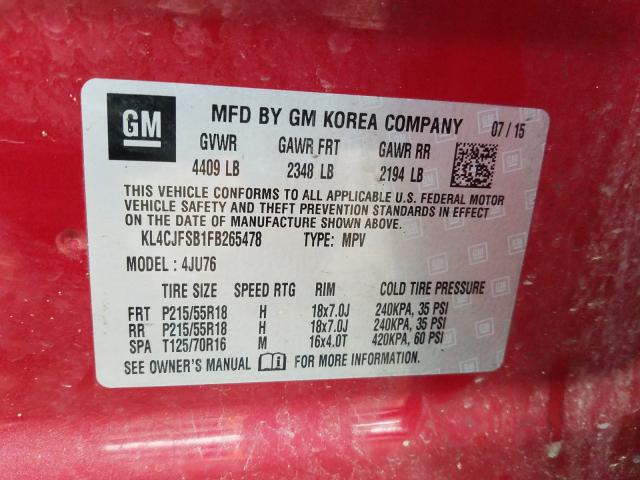 GM
MFD BY GM KOREA COMPANY 07/15
GVWR GAWR FRT GAWR RR
4409 LB 2348 LB 2194 LB
THIS VEHICLE CONFORMS TO ALL APPLICABLE U.S. FEDERAL MOTOR
VEHICLE SAFETY AND THEFT PREVENTION STANDARDS IN EFFECT
ON THE DATE OF MANUFACTURE SHOWN ABOVE.
KL4CJFSB1FB265478 TYPE: MPV
MODEL : 4JU76
TIRE SIZE SPEED RTG RIM COLD TIRE PRESSURE
FRT P215/55R18 H 18x7.0J 240KPA, 35 PSI
RR P215/55R18 H 18x7.0J 240KPA, 35 PSI
SPA T125/70R16 M 16x4.0T 420KPA, 60 PSI
SEE OWNER'S MANUAL FOR MORE INFORMATION.